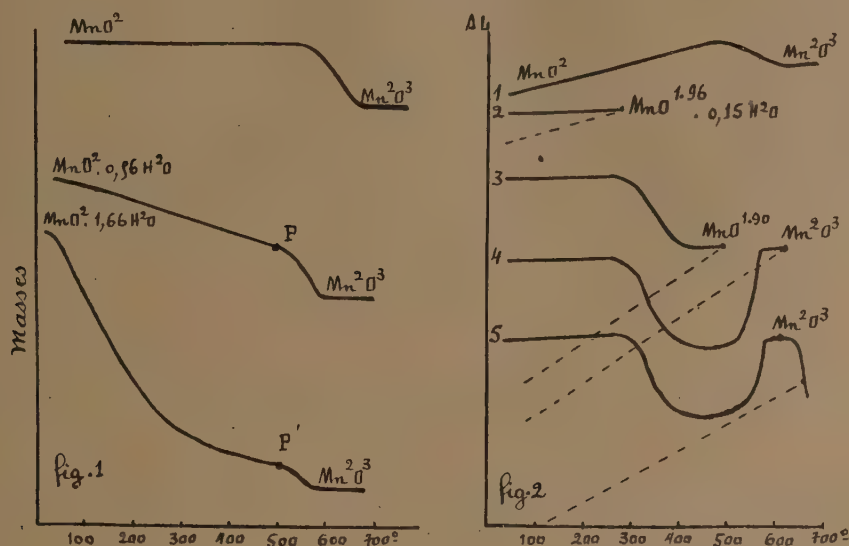 MnO²
Mn²O³
MnO². 0,56 H²O
MnO². 1,66 H²O
P
Mn²O³
P'
Mn²O³
Masses
fig.1
100 200 300 400 500 600 700°
ΔL
1
MnO²
Mn²O³
2
MnO¹·⁹⁶ . 0,15 H²O
3
MnO¹·⁹⁰
Mn²O³
4
5
Mn²O³
fig.2
100 200 300 400 500 600 700°